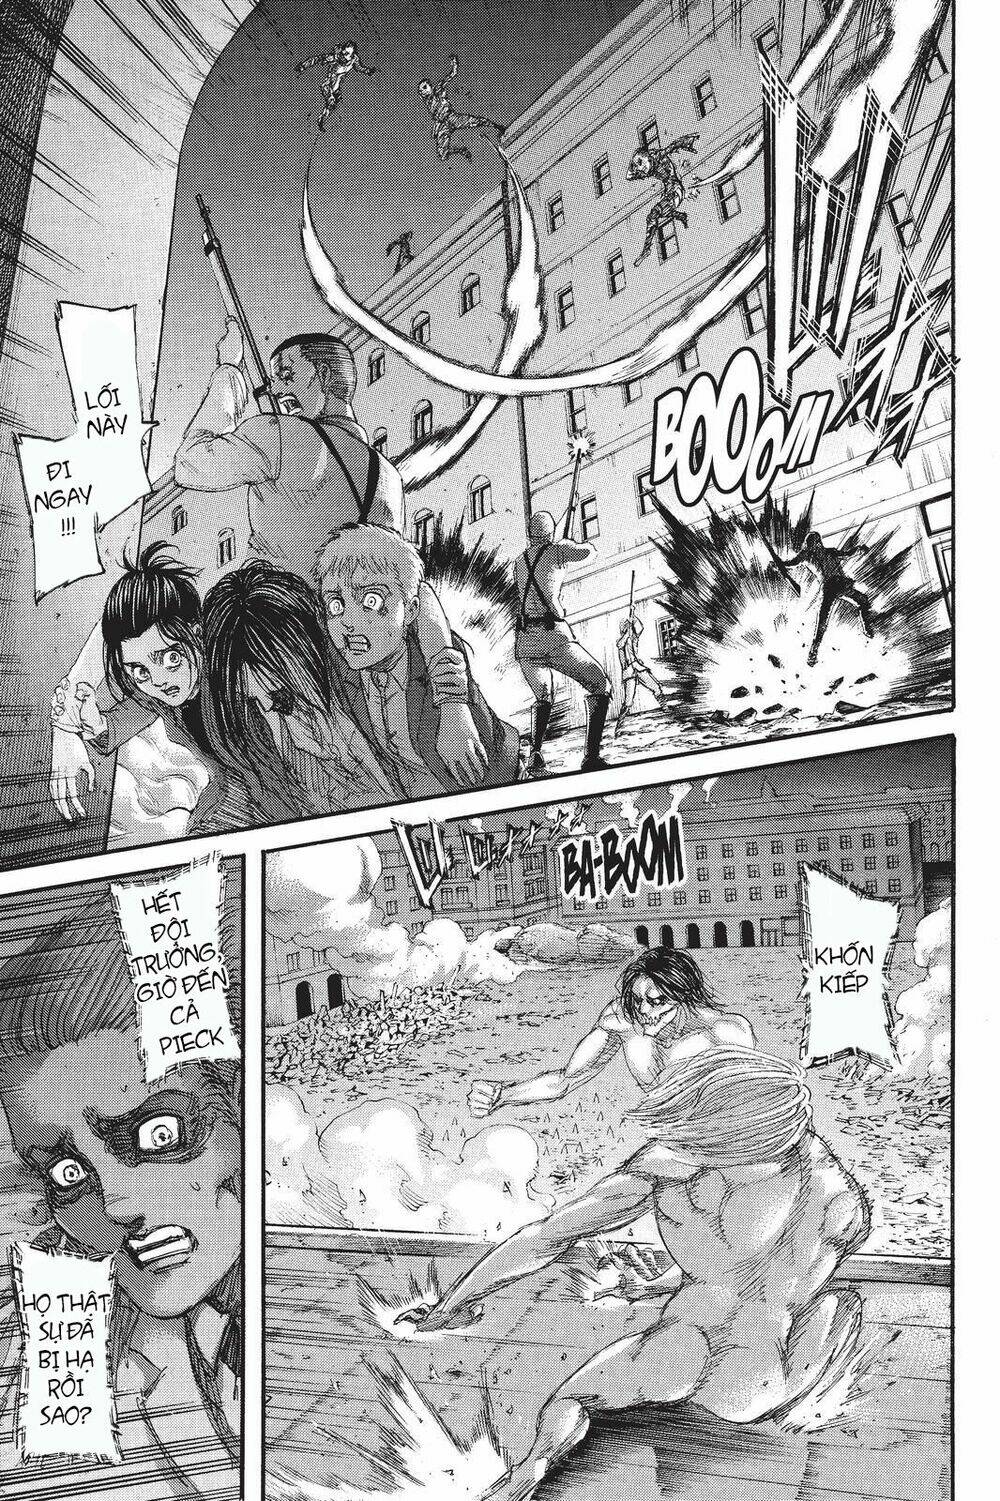 LỐI
NÀY
ĐI
NGAY
!!!
BOOOM
BA-BOOM
KHỐN
KIẾP
HẾT
ĐỘI
TRƯỞNG,
GIỜ ĐẾN
CẢ
PIECK
HỌ THẬT
SỰ ĐÃ
BỊ HẠ
RỒI
SAO?